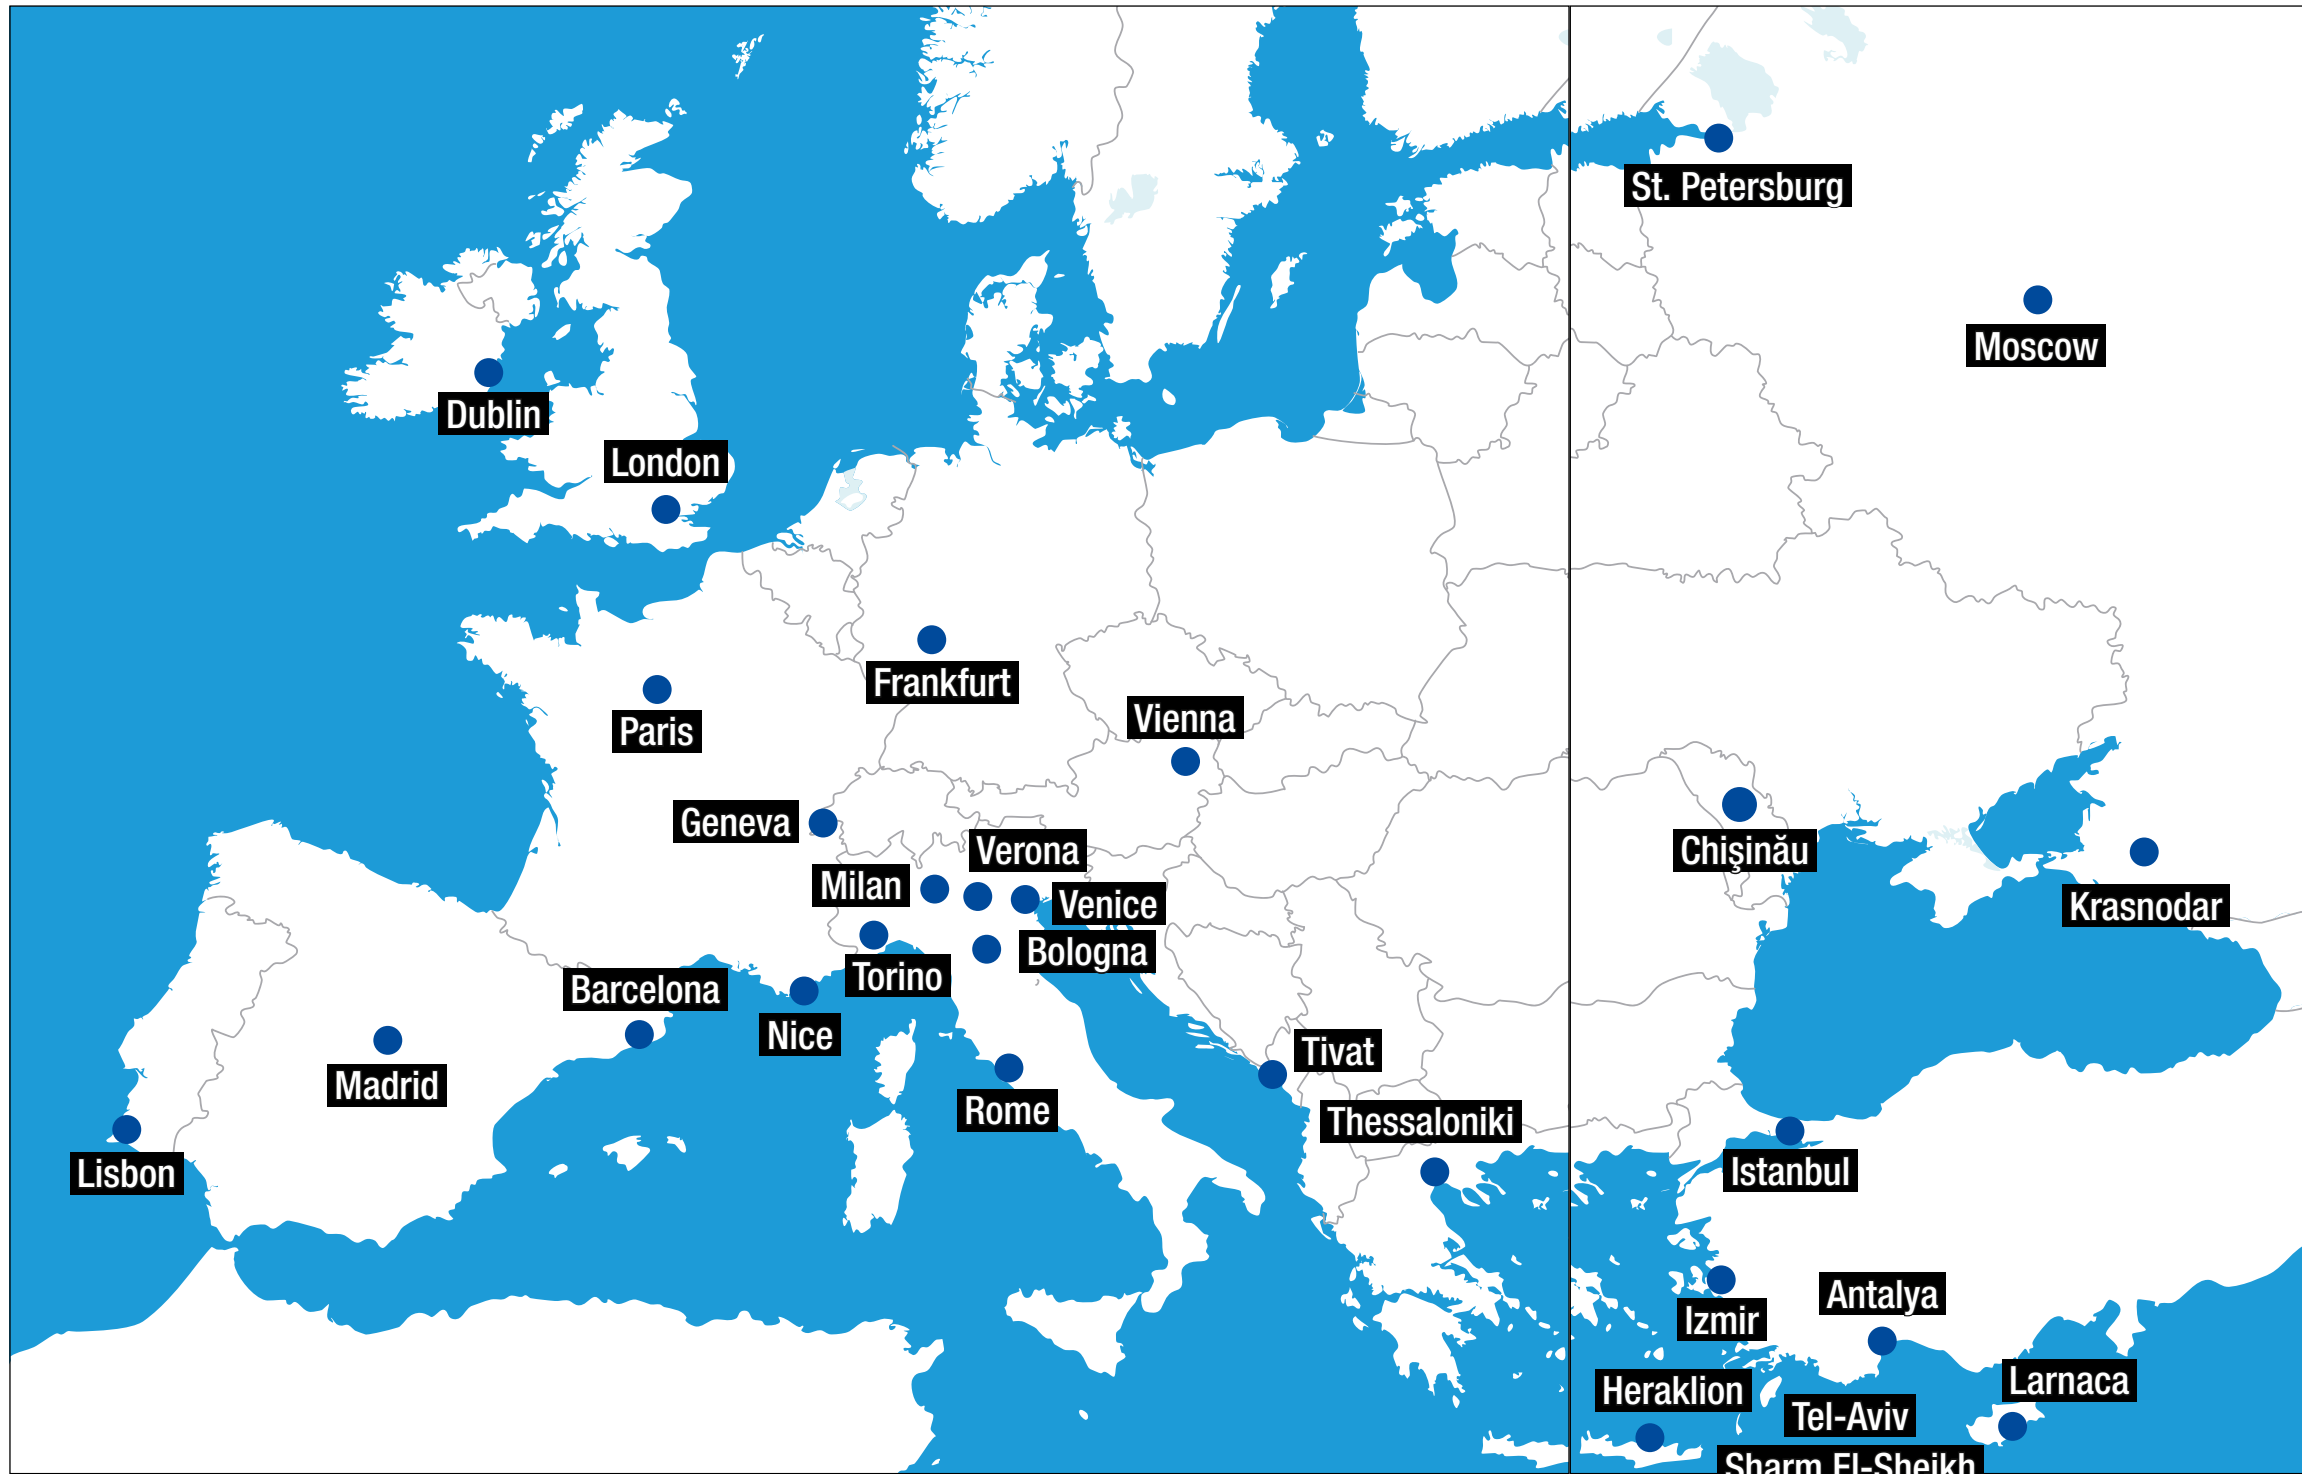 St. Petersburg
Moscow
Dublin
London
Frankfurt
Paris
Vienna
Geneva
Verona
Chişinău
Milan
Venice
Krasnodar
Bologna
Torino
Barcelona
Nice
Tivat
Madrid
Rome
Thessaloniki
Lisbon
Istanbul
Antalya
Izmir
Larnaca
Heraklion
Tel-Aviv
Sharm El-Sheikh